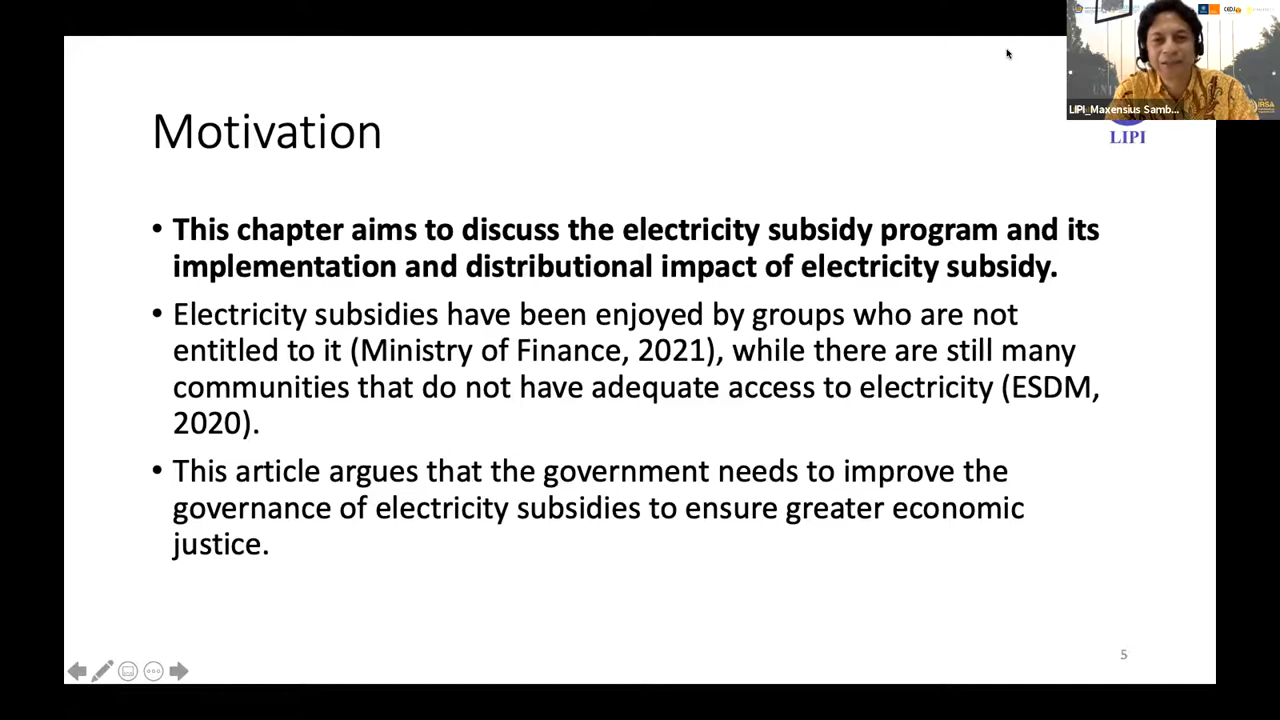 LIPI_Maxensius Samb...
LIPI
Motivation
• This chapter aims to discuss the electricity subsidy program and its
implementation and distributional impact of electricity subsidy.
• Electricity subsidies have been enjoyed by groups who are not
entitled to it (Ministry of Finance, 2021), while there are still many
communities that do not have adequate access to electricity (ESDM,
2020).
• This article argues that the government needs to improve the
governance of electricity subsidies to ensure greater economic
justice.
5